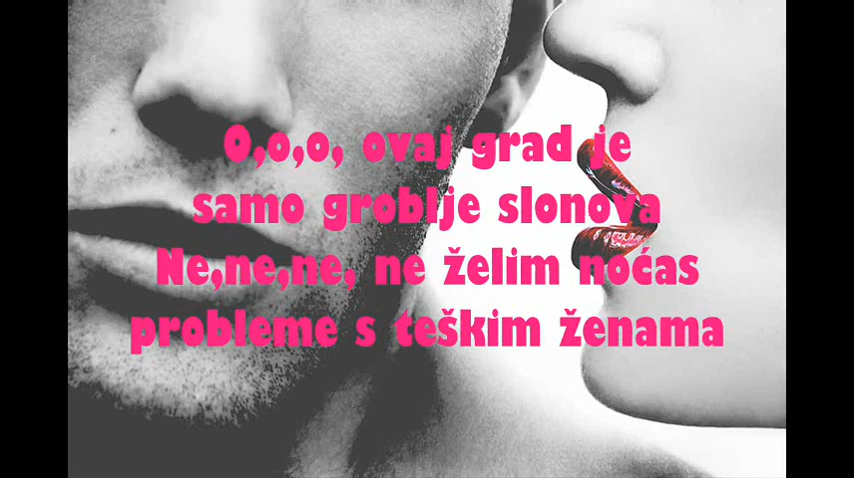 O,o,o, ovaj grad je
samo groblje slonova
Ne,ne,ne, ne želim noćas
probleme s teškim ženama